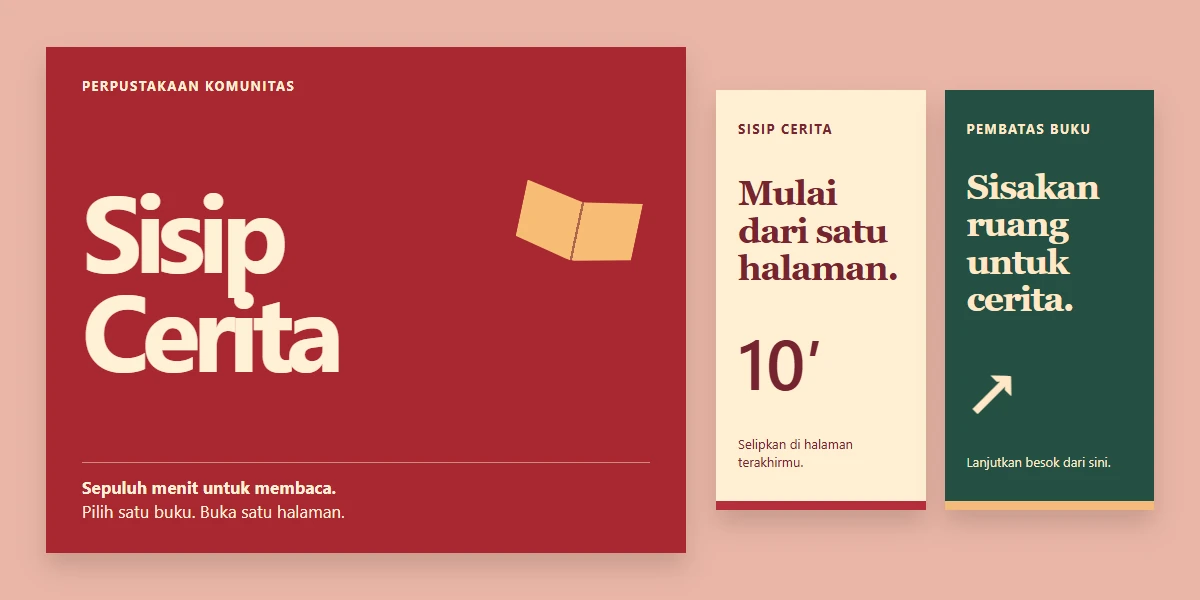 PERPUSTAKAAN KOMUNITAS
Sisip
Cerita
Sepuluh menit untuk membaca.
Pilih satu buku. Buka satu halaman.
SISIP CERITA
Mulai
dari satu
halaman.
10′
Selipkan di halaman
terakhirmu.
PEMBATAS BUKU
Sisakan
ruang
untuk
cerita.
↗
Lanjutkan besok dari sini.